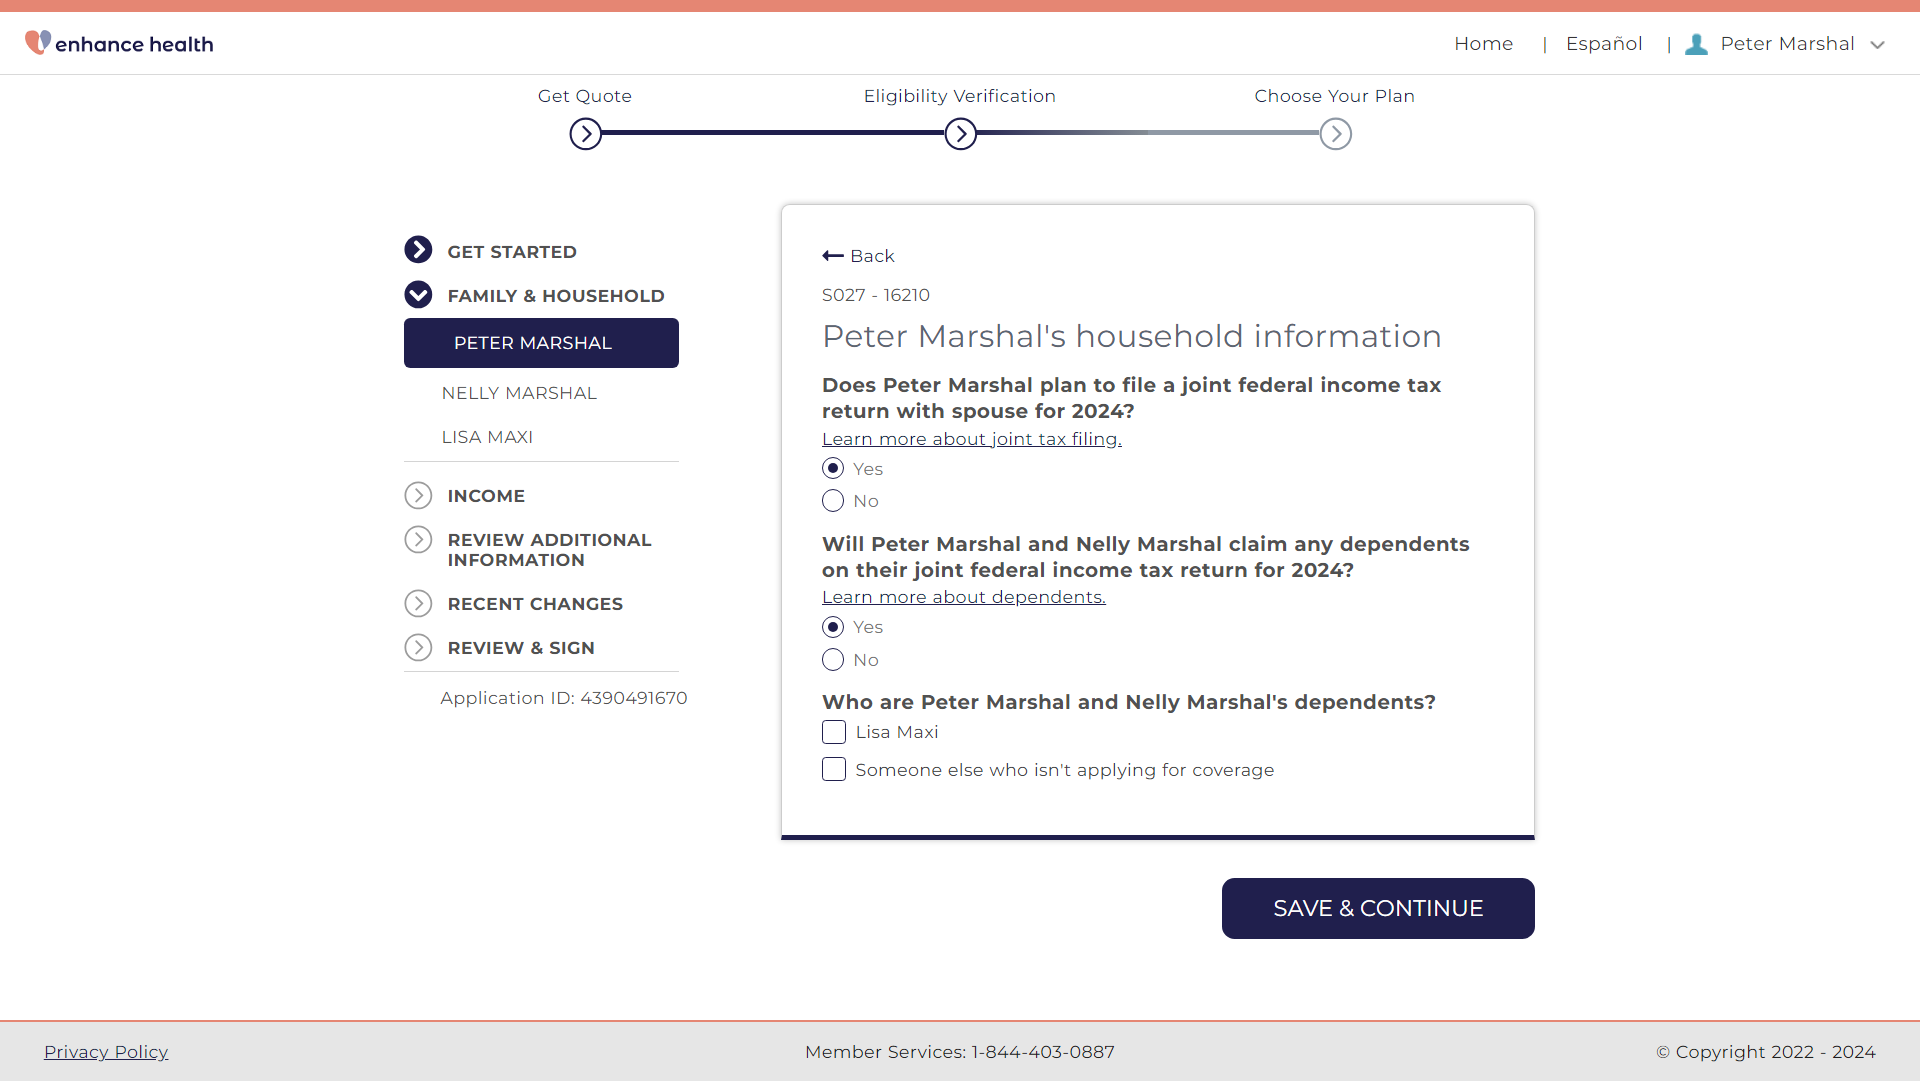 enhance health
Home | Español | Peter Marshal
Get Quote
Eligibility Verification
Choose Your Plan
GET STARTED
FAMILY & HOUSEHOLD
PETER MARSHAL
NELLY MARSHAL
LISA MAXI
INCOME
REVIEW ADDITIONAL
INFORMATION
RECENT CHANGES
REVIEW & SIGN
Application ID: 4390491670
Back
S027 - 16210
Peter Marshal's household information
Does Peter Marshal plan to file a joint federal income tax
return with spouse for 2024?
Learn more about joint tax filing.
Yes
No
Will Peter Marshal and Nelly Marshal claim any dependents
on their joint federal income tax return for 2024?
Learn more about dependents.
Yes
No
Who are Peter Marshal and Nelly Marshal's dependents?
Lisa Maxi
Someone else who isn't applying for coverage
SAVE & CONTINUE
Privacy Policy
Member Services: 1-844-403-0887
© Copyright 2022 - 2024